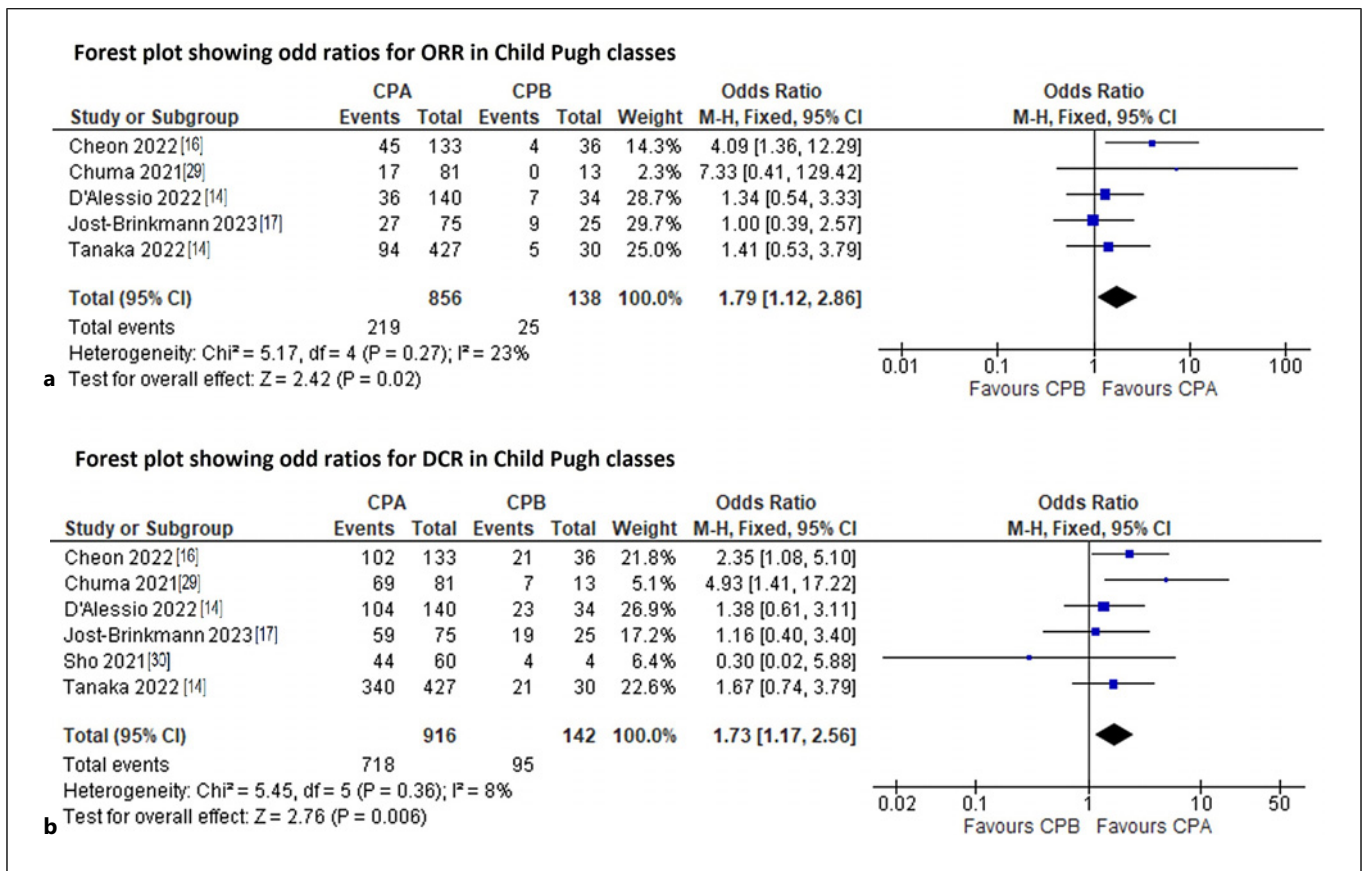 Forest plot showing odd ratios for ORR in Child Pugh classes
CPA CPB Odds Ratio Odds Ratio
Study or Subgroup Events Total Events Total Weight M-H, Fixed, 95% CI M-H, Fixed, 95% CI
Cheon 2022[16] 45 133 4 36 14.3% 4.09 [1.36, 12.29]
Chuma 2021[29] 17 81 0 13 2.3% 7.33 [0.41, 129.42]
D'Alessio 2022[14] 36 140 7 34 28.7% 1.34 [0.54, 3.33]
Jost-Brinkmann 2023[17] 27 75 9 25 29.7% 1.00 [0.39, 2.57]
Tanaka 2022[14] 94 427 5 30 25.0% 1.41 [0.53, 3.79]
Total (95% CI) 856 138 100.0% 1.79 [1.12, 2.86]
Total events 219 25
Heterogeneity: Chi² = 5.17, df = 4 (P = 0.27); I² = 23%
a Test for overall effect: Z = 2.42 (P = 0.02)
0.01 0.1 1 10 100
Favours CPB Favours CPA
Forest plot showing odd ratios for DCR in Child Pugh classes
CPA CPB Odds Ratio Odds Ratio
Study or Subgroup Events Total Events Total Weight M-H, Fixed, 95% CI M-H, Fixed, 95% CI
Cheon 2022[16] 102 133 21 36 21.8% 2.35 [1.08, 5.10]
Chuma 2021[29] 69 81 7 13 5.1% 4.93 [1.41, 17.22]
D'Alessio 2022[14] 104 140 23 34 26.9% 1.38 [0.61, 3.11]
Jost-Brinkmann 2023[17] 59 75 19 25 17.2% 1.16 [0.40, 3.40]
Sho 2021[30] 44 60 4 4 6.4% 0.30 [0.02, 5.88]
Tanaka 2022[14] 340 427 21 30 22.6% 1.67 [0.74, 3.79]
Total (95% CI) 916 142 100.0% 1.73 [1.17, 2.56]
Total events 718 95
Heterogeneity: Chi² = 5.45, df = 5 (P = 0.36); I² = 8%
b Test for overall effect: Z = 2.76 (P = 0.006)
0.02 0.1 1 10 50
Favours CPB Favours CPA